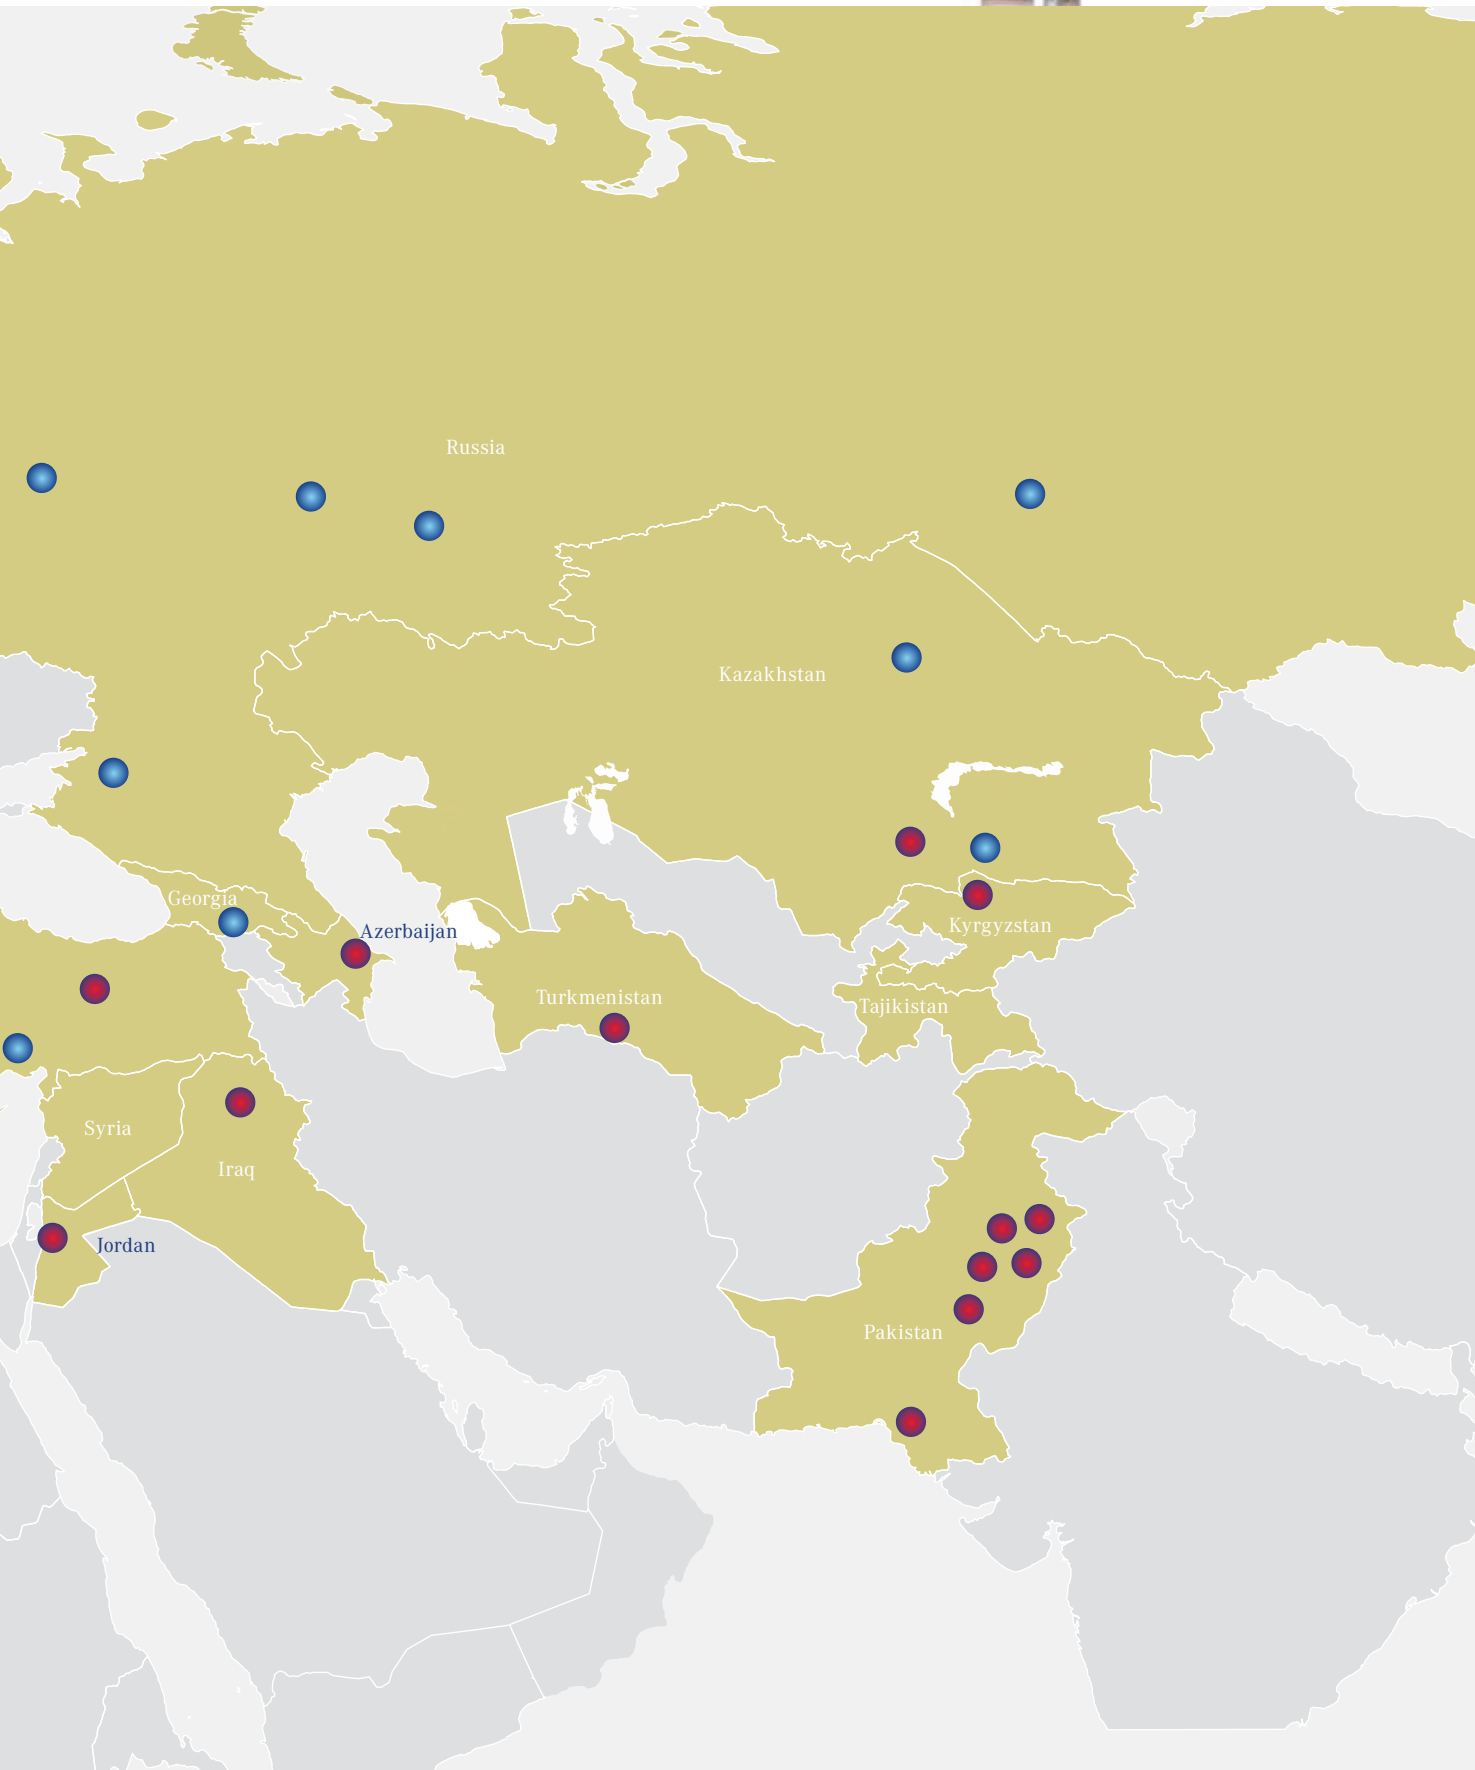 Russia
Kazakhstan
Georgia
Azerbaijan
Kyrgyzstan
Turkmenistan
Tajikistan
Syria
Iraq
Jordan
Pakistan